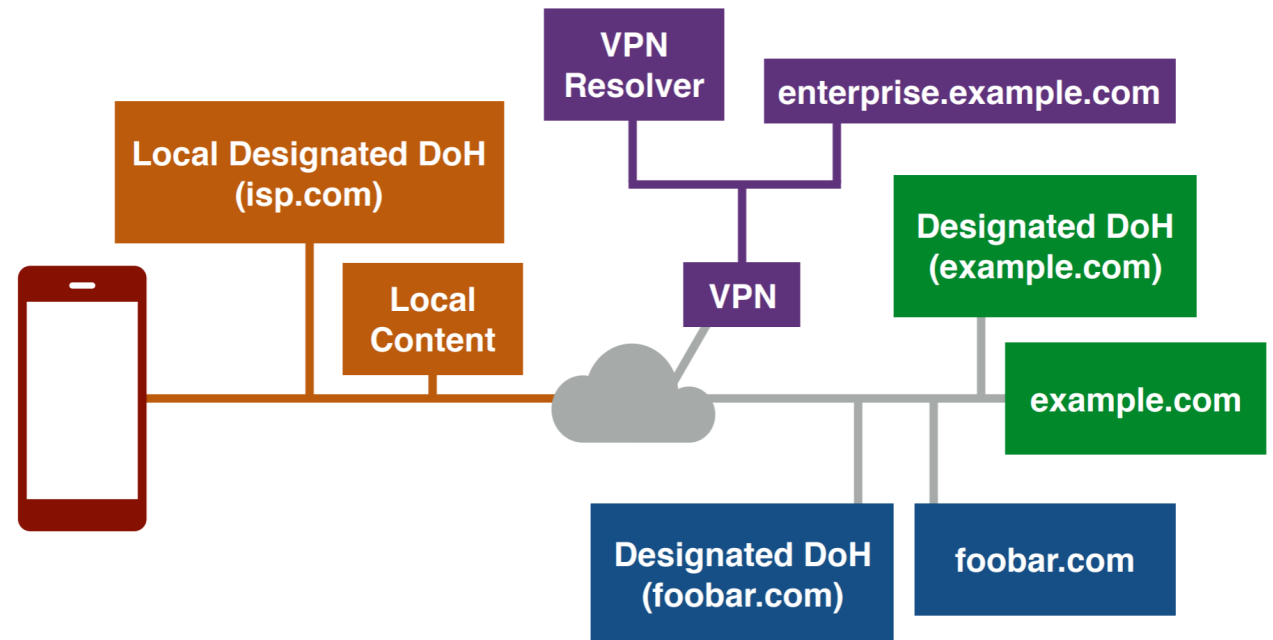 VPN
Resolver
enterprise.example.com
Local Designated DoH
(isp.com)
Designated DoH
(example.com)
Local
Content
VPN
example.com
Designated DoH
(foobar.com)
foobar.com